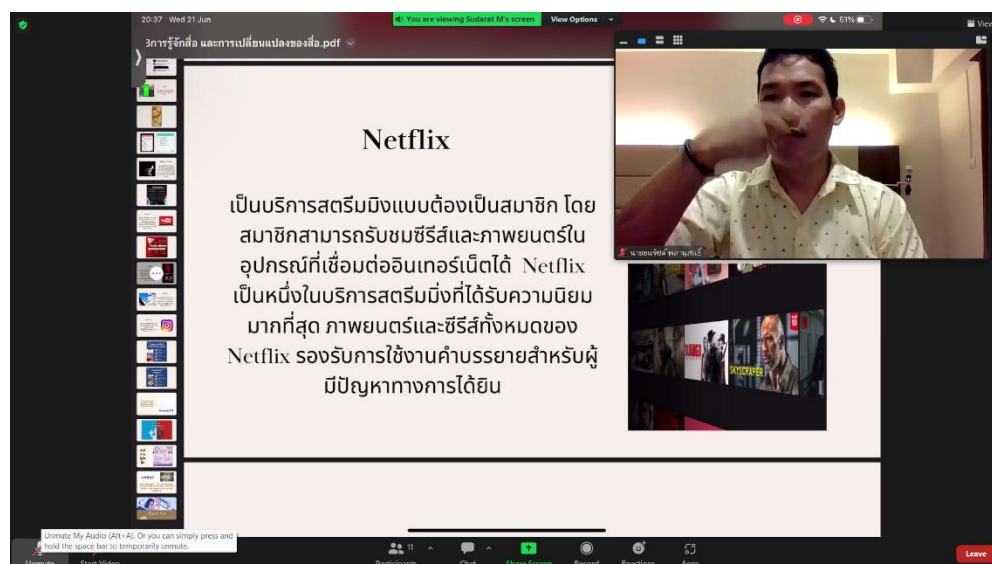 20:37 Wed 21 Jun
You are viewing Sudarat M's screen View Options
51%
View
3การรู้จักสื่อ และการเปลี่ยนแปลงของสื่อ.pdf
Netflix
เป็นบริการสตรีมมิงแบบต้องเป็นสมาชิก โดย
สมาชิกสามารถรับชมซีรีส์และภาพยนตร์ใน
อุปกรณ์ที่เชื่อมต่ออินเทอร์เน็ตได้ Netflix
เป็นหนึ่งในบริการสตรีมมิ่งที่ได้รับความนิยม
มากที่สุด ภาพยนตร์และซีรีส์ทั้งหมดของ
Netflix รองรับการใช้งานคำบรรยายสำหรับผู้
มีปัญหาทางการได้ยิน
DJANGO
SKYSCRAPER
Unmute My Audio (Alt+A). Or you can simply press and
hold the space bar to temporarily unmute.
11
Unmute Start Video Participants Chat Share Screen Record Reactions Apps
Leave